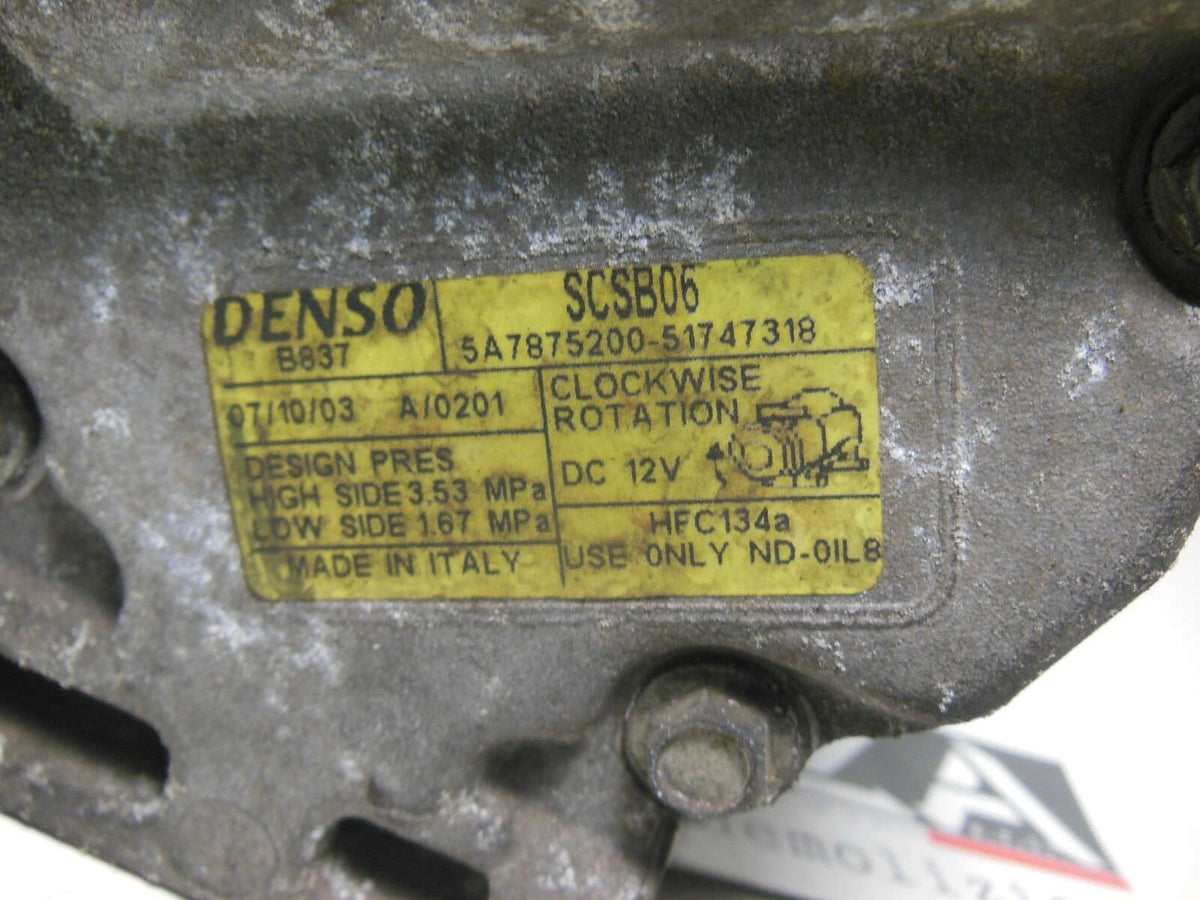 DENSO
B837
SCSB06
5A7875200-51747318
07/10/03 A/0201
CLOCKWISE
ROTATION
DC 12V
DESIGN PRES
HIGH SIDE 3.53 MPa
LOW SIDE 1.67 MPa
MADE IN ITALY
HFC134a
USE ONLY ND-OIL8